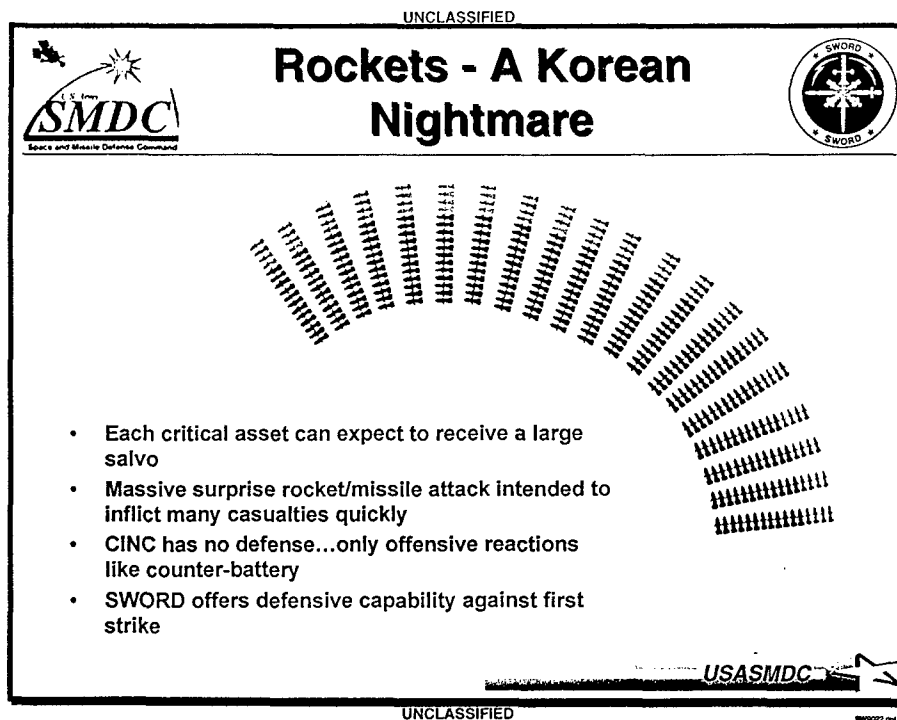 UNCLASSIFIED
U.S. Army
SMDC
Space and Missile Defense Command
Rockets - A Korean
Nightmare
SWORD
SWORD
• Each critical asset can expect to receive a large
salvo
• Massive surprise rocket/missile attack intended to
inflict many casualties quickly
• CINC has no defense...only offensive reactions
like counter-battery
• SWORD offers defensive capability against first
strike
USASMDC
UNCLASSIFIED